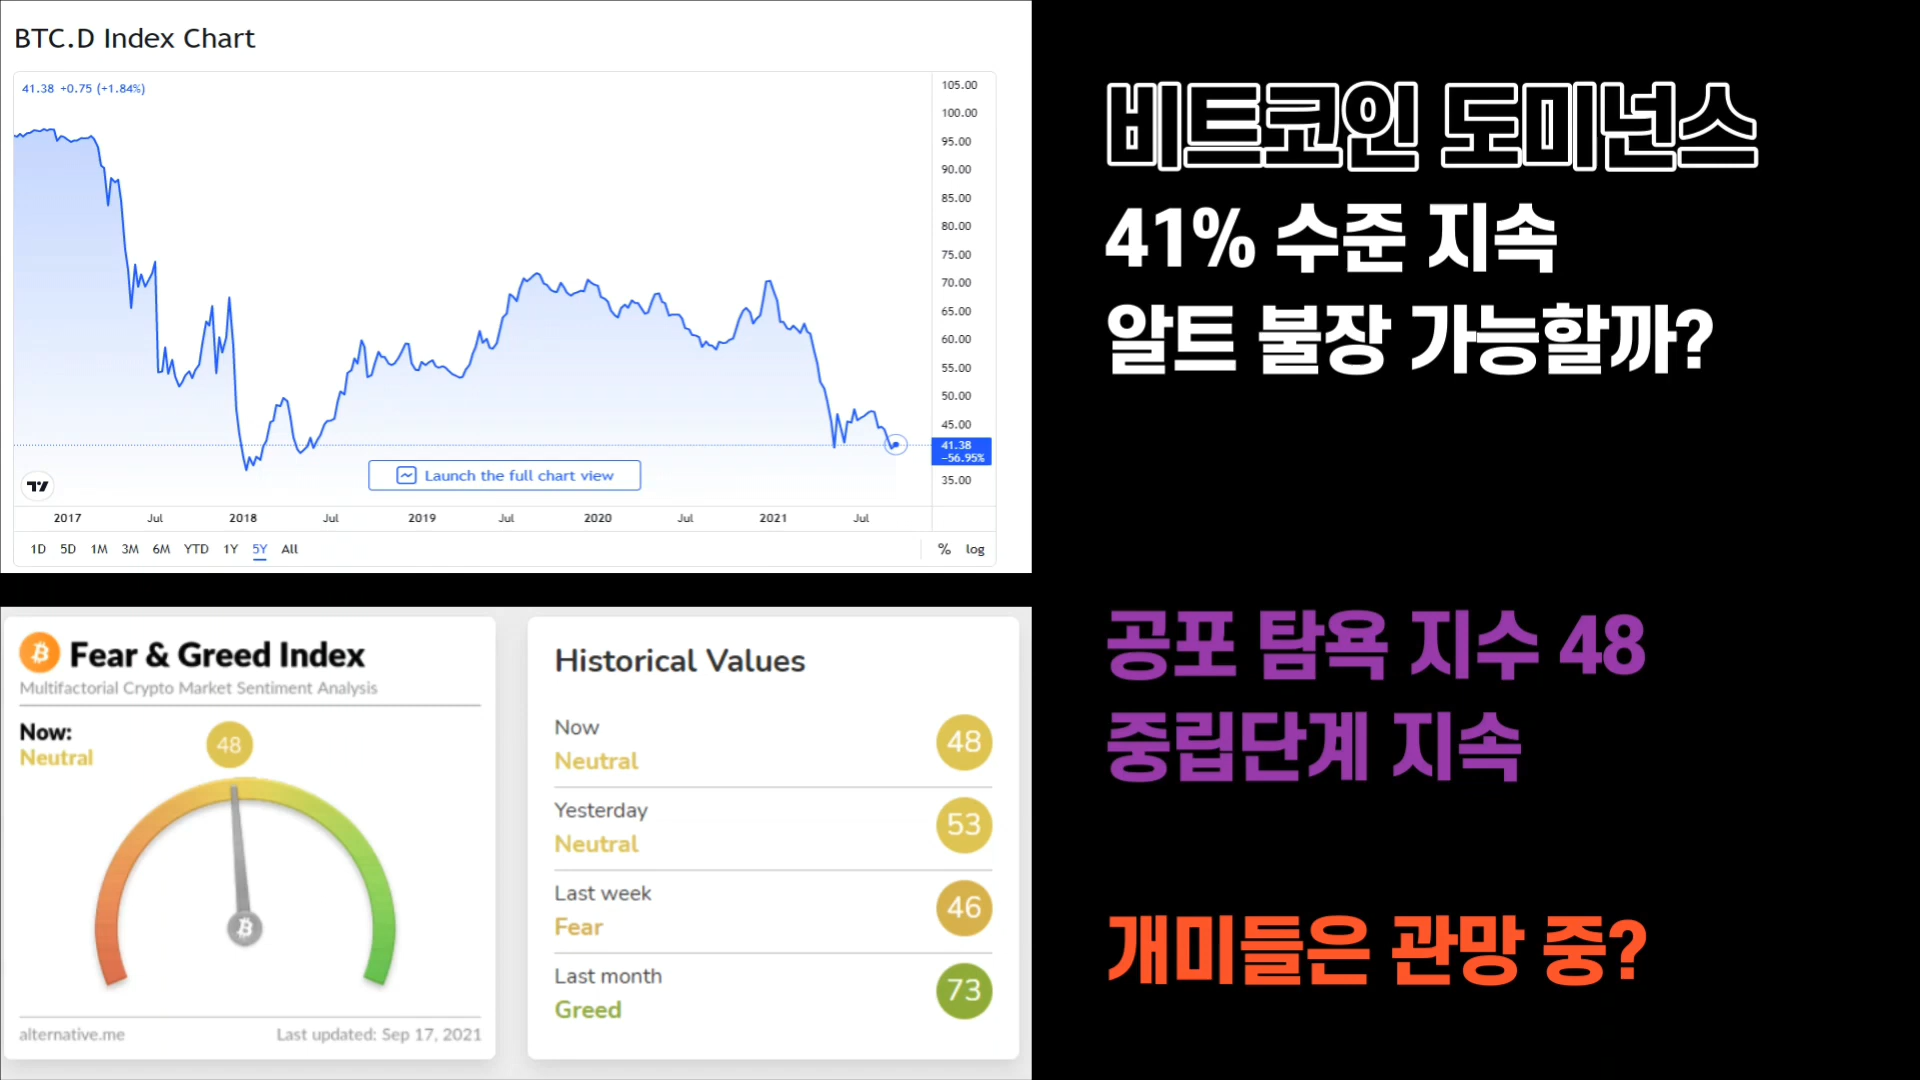 BTC.D Index Chart
41.38 +0.75 (+1.84%)
105.00
100.00
95.00
90.00
85.00
80.00
75.00
70.00
65.00
60.00
55.00
50.00
45.00
41.38
−56.95%
35.00
Launch the full chart view
2017 Jul 2018 Jul 2019 Jul 2020 Jul 2021 Jul
1D 5D 1M 3M 6M YTD 1Y 5Y All % log
비트코인 도미넌스
41% 수준 지속
알트 불장 가능할까?
Fear & Greed Index
Multifactorial Crypto Market Sentiment Analysis
Now:
Neutral
48
alternative.me Last updated: Sep 17, 2021
Historical Values
Now
Neutral
48
Yesterday
Neutral
53
Last week
Fear
46
Last month
Greed
73
공포 탐욕 지수 48
중립단계 지속
개미들은 관망 중?